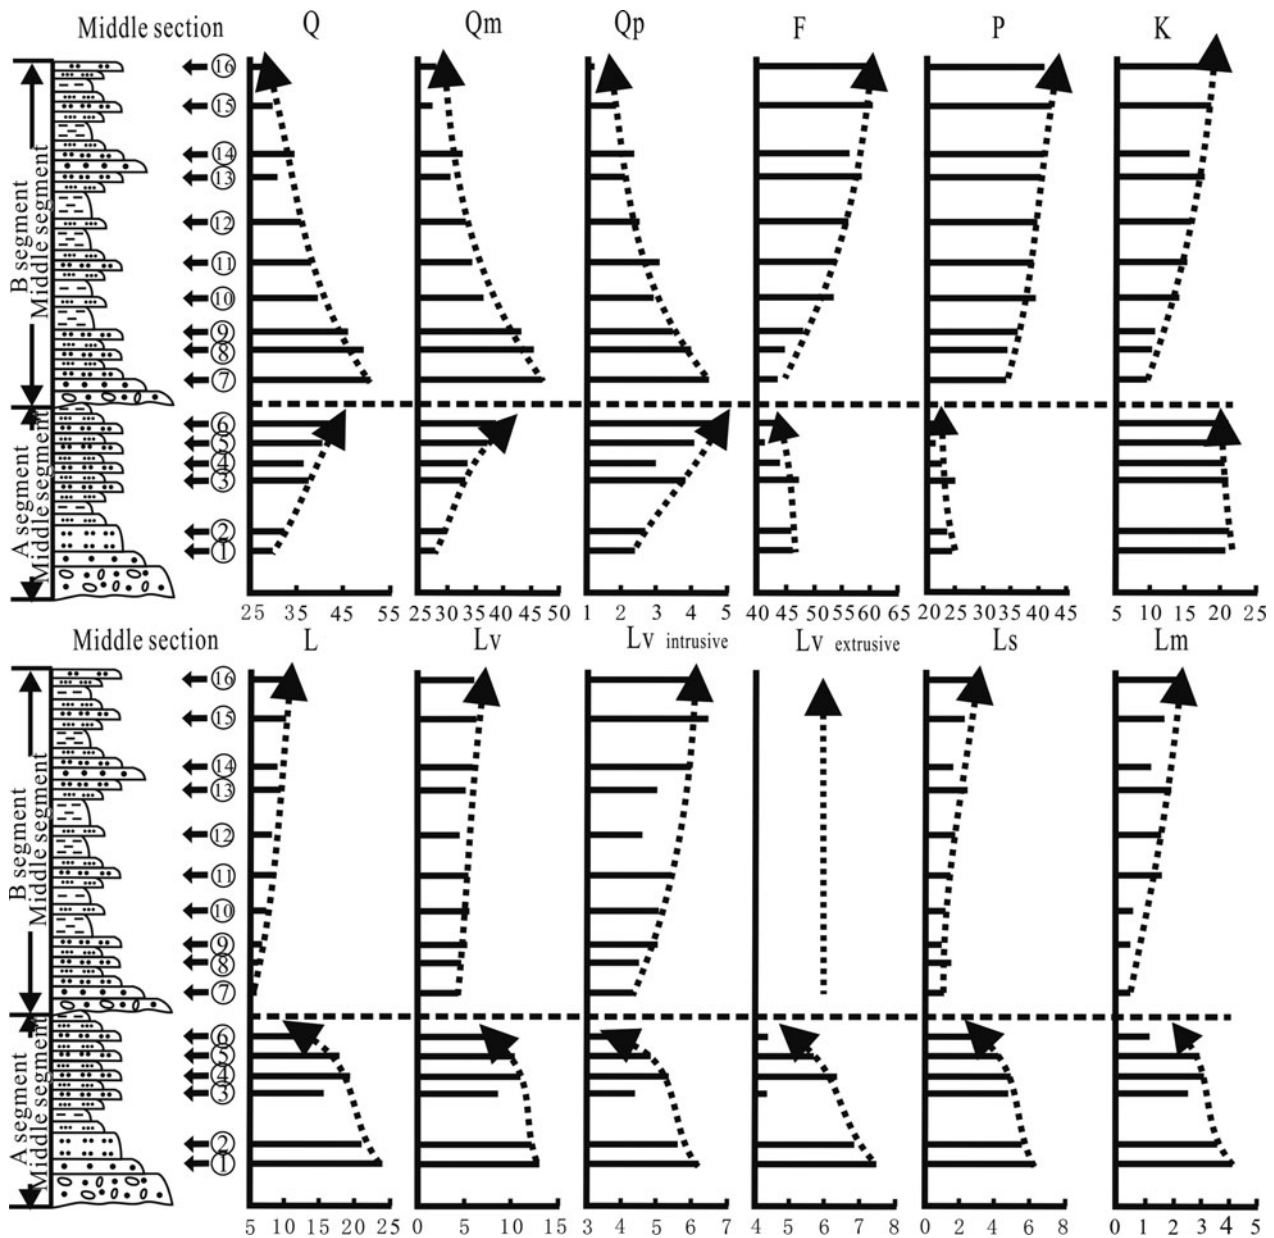 Middle section Q Qm Qp F P K
B segment
Middle segment
A segment
Middle segment
⑯
⑮
⑭
⑬
⑫
⑪
⑩
⑨
⑧
⑦
⑥
⑤
④
③
②
①
25 35 45 55 25 30 35 40 45 50 1 2 3 4 5 40 45 50 55 60 65 20 25 30 35 40 45 5 10 15 20 25
Middle section L Lv Lv intrusive Lv extrusive Ls Lm
B segment
Middle segment
A segment
Middle segment
⑯
⑮
⑭
⑬
⑫
⑪
⑩
⑨
⑧
⑦
⑥
⑤
④
③
②
①
5 10 15 20 25 0 5 10 15 3 4 5 6 7 4 5 6 7 8 0 2 4 6 8 0 1 2 3 4 5